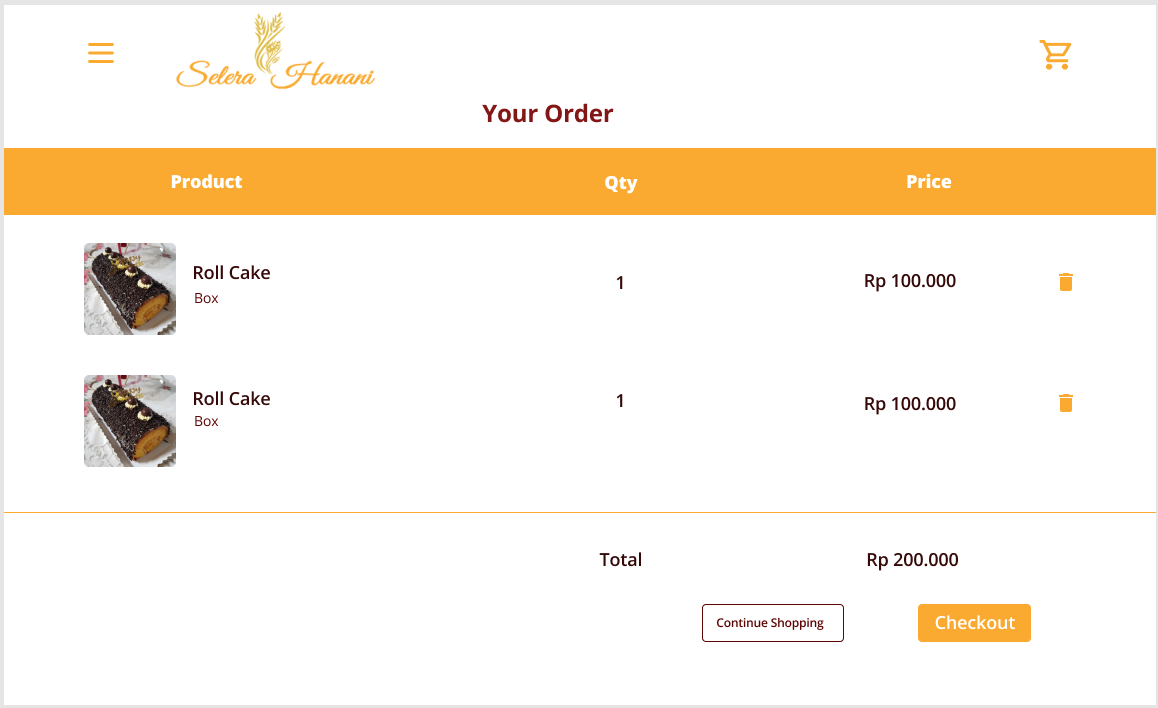 Selera Hanani
Your Order
Product Qty Price
Roll Cake
Box
1
Rp 100.000
Roll Cake
Box
1
Rp 100.000
Total Rp 200.000
Continue Shopping
Checkout